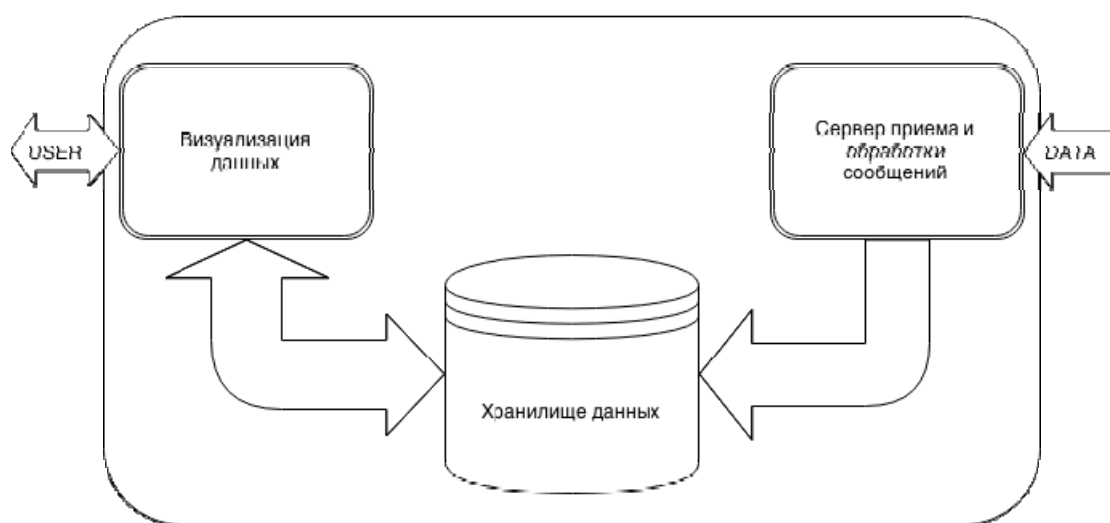 USER
Визуализация
данных
Сервер приема и
обработки
сообщений
DATA
Хранилище данных